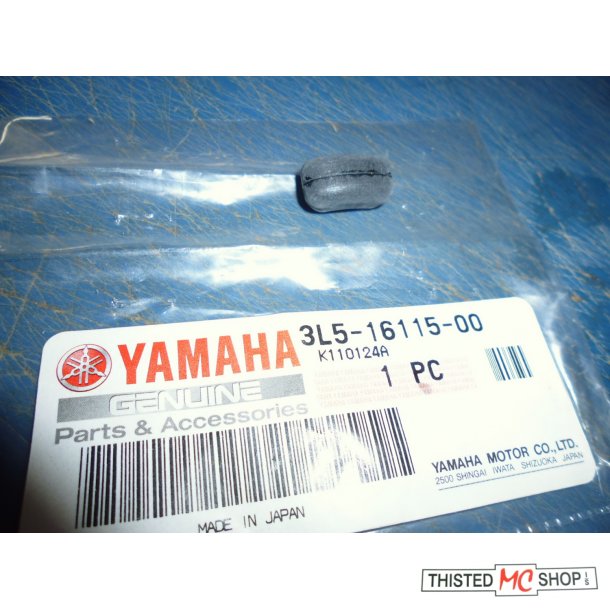 YAMAHA
3L5-16115-00
K110124A
1 PC
GENUINE
Parts & Accessories
YAMAHA MOTOR CO., LTD.
2500 SHINGAI IWATA SHIZUOKA JAPAN
MADE IN JAPAN
THISTED MC SHOP I/S